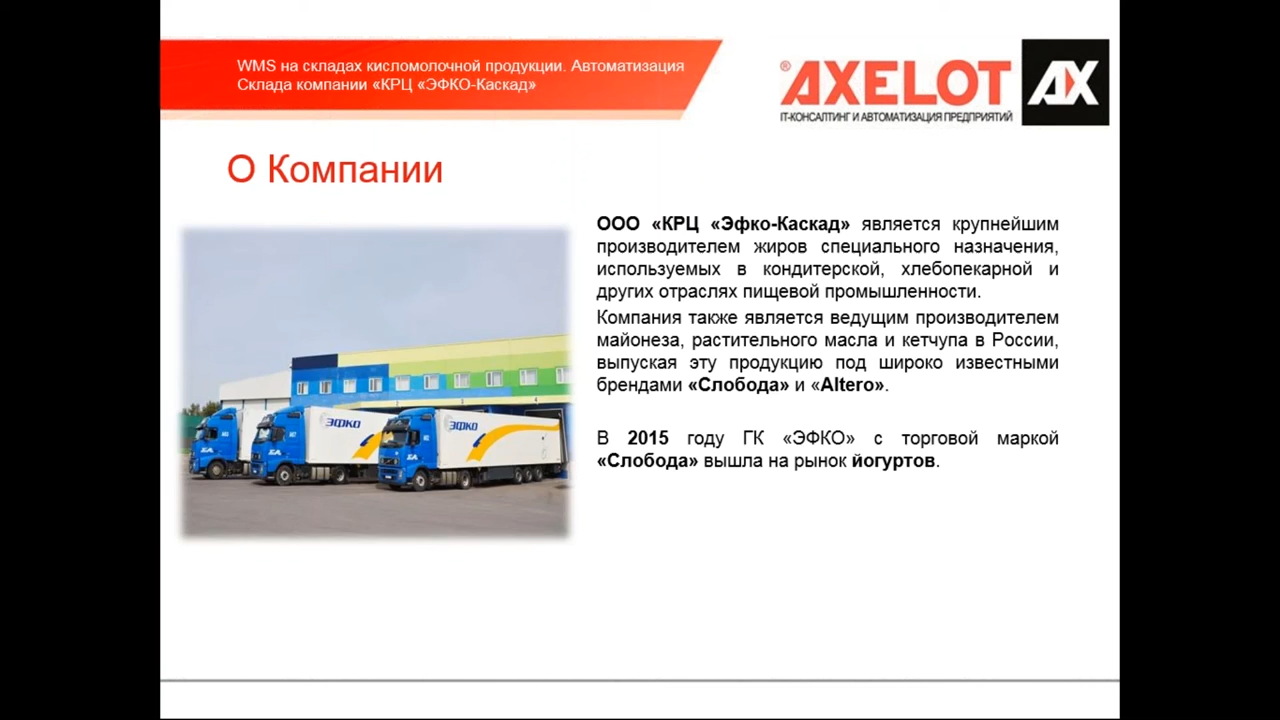 WMS на складах кисломолочной продукции. Автоматизация
Склада компании «КРЦ «ЭФКО-Каскад»
®AXELOT AX
IT-КОНСАЛТИНГ И АВТОМАТИЗАЦИЯ ПРЕДПРИЯТИЙ
О Компании
ООО «КРЦ «Эфко-Каскад» является крупнейшим
производителем жиров специального назначения,
используемых в кондитерской, хлебопекарной и
других отраслях пищевой промышленности.
Компания также является ведущим производителем
майонеза, растительного масла и кетчупа в России,
выпуская эту продукцию под широко известными
брендами «Слобода» и «Altero».
В 2015 году ГК «ЭФКО» с торговой маркой
«Слобода» вышла на рынок йогуртов.
ЭФКО
ЭФКО